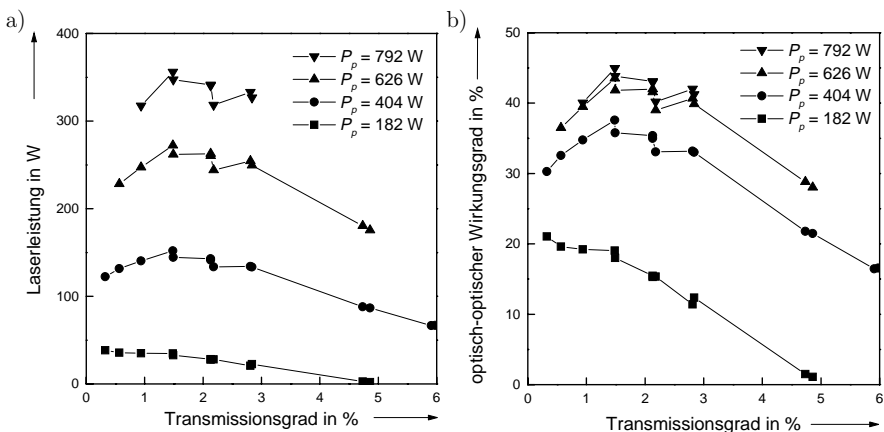 a)
400
300
200
100
0
Laserleistung in W
P_p = 792 W
P_p = 626 W
P_p = 404 W
P_p = 182 W
0 1 2 3 4 5 6
Transmissionsgrad in %
b)
50
40
30
20
10
0
optisch-optischer Wirkungsgrad in %
P_p = 792 W
P_p = 626 W
P_p = 404 W
P_p = 182 W
0 1 2 3 4 5 6
Transmissionsgrad in %